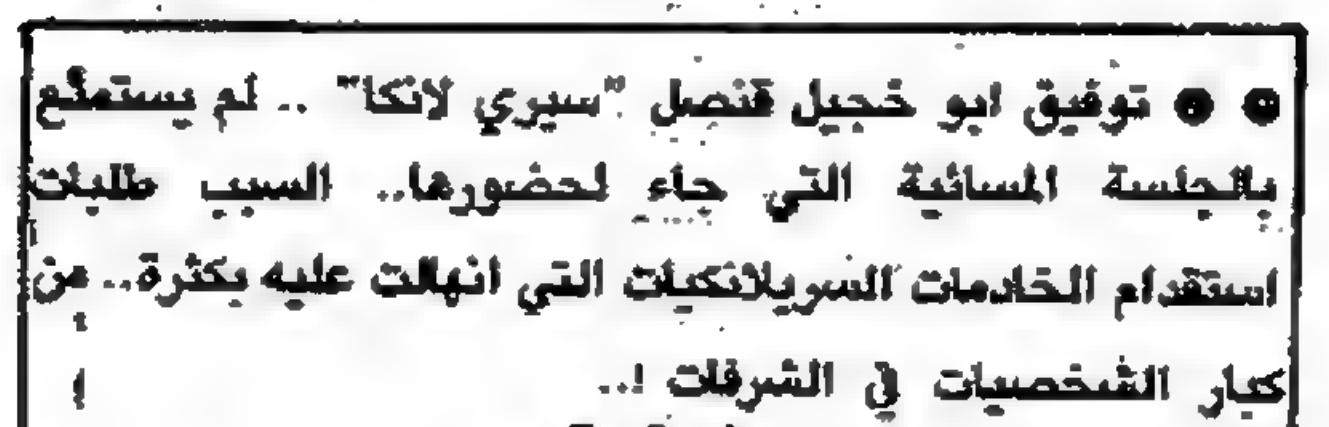 ● ● توفيق ابو خجيل قنصل "سيري لانكا" .. لم يستمتع
بالجلسة المسائية التي جاء لحضورها.. السبب طلبات
استقدام الخادمات السريلانكيات التي انهالت عليه بكثرة.. من
كبار الشخصيات في الشرفات !..